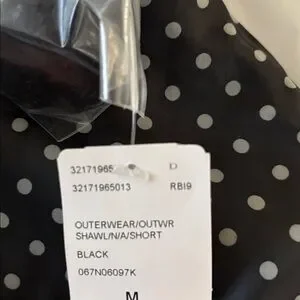 32171965 D
32171965013 RBI9
OUTERWEAR/OUTWR
SHAWL/N/A/SHORT
BLACK
067N06097K
M